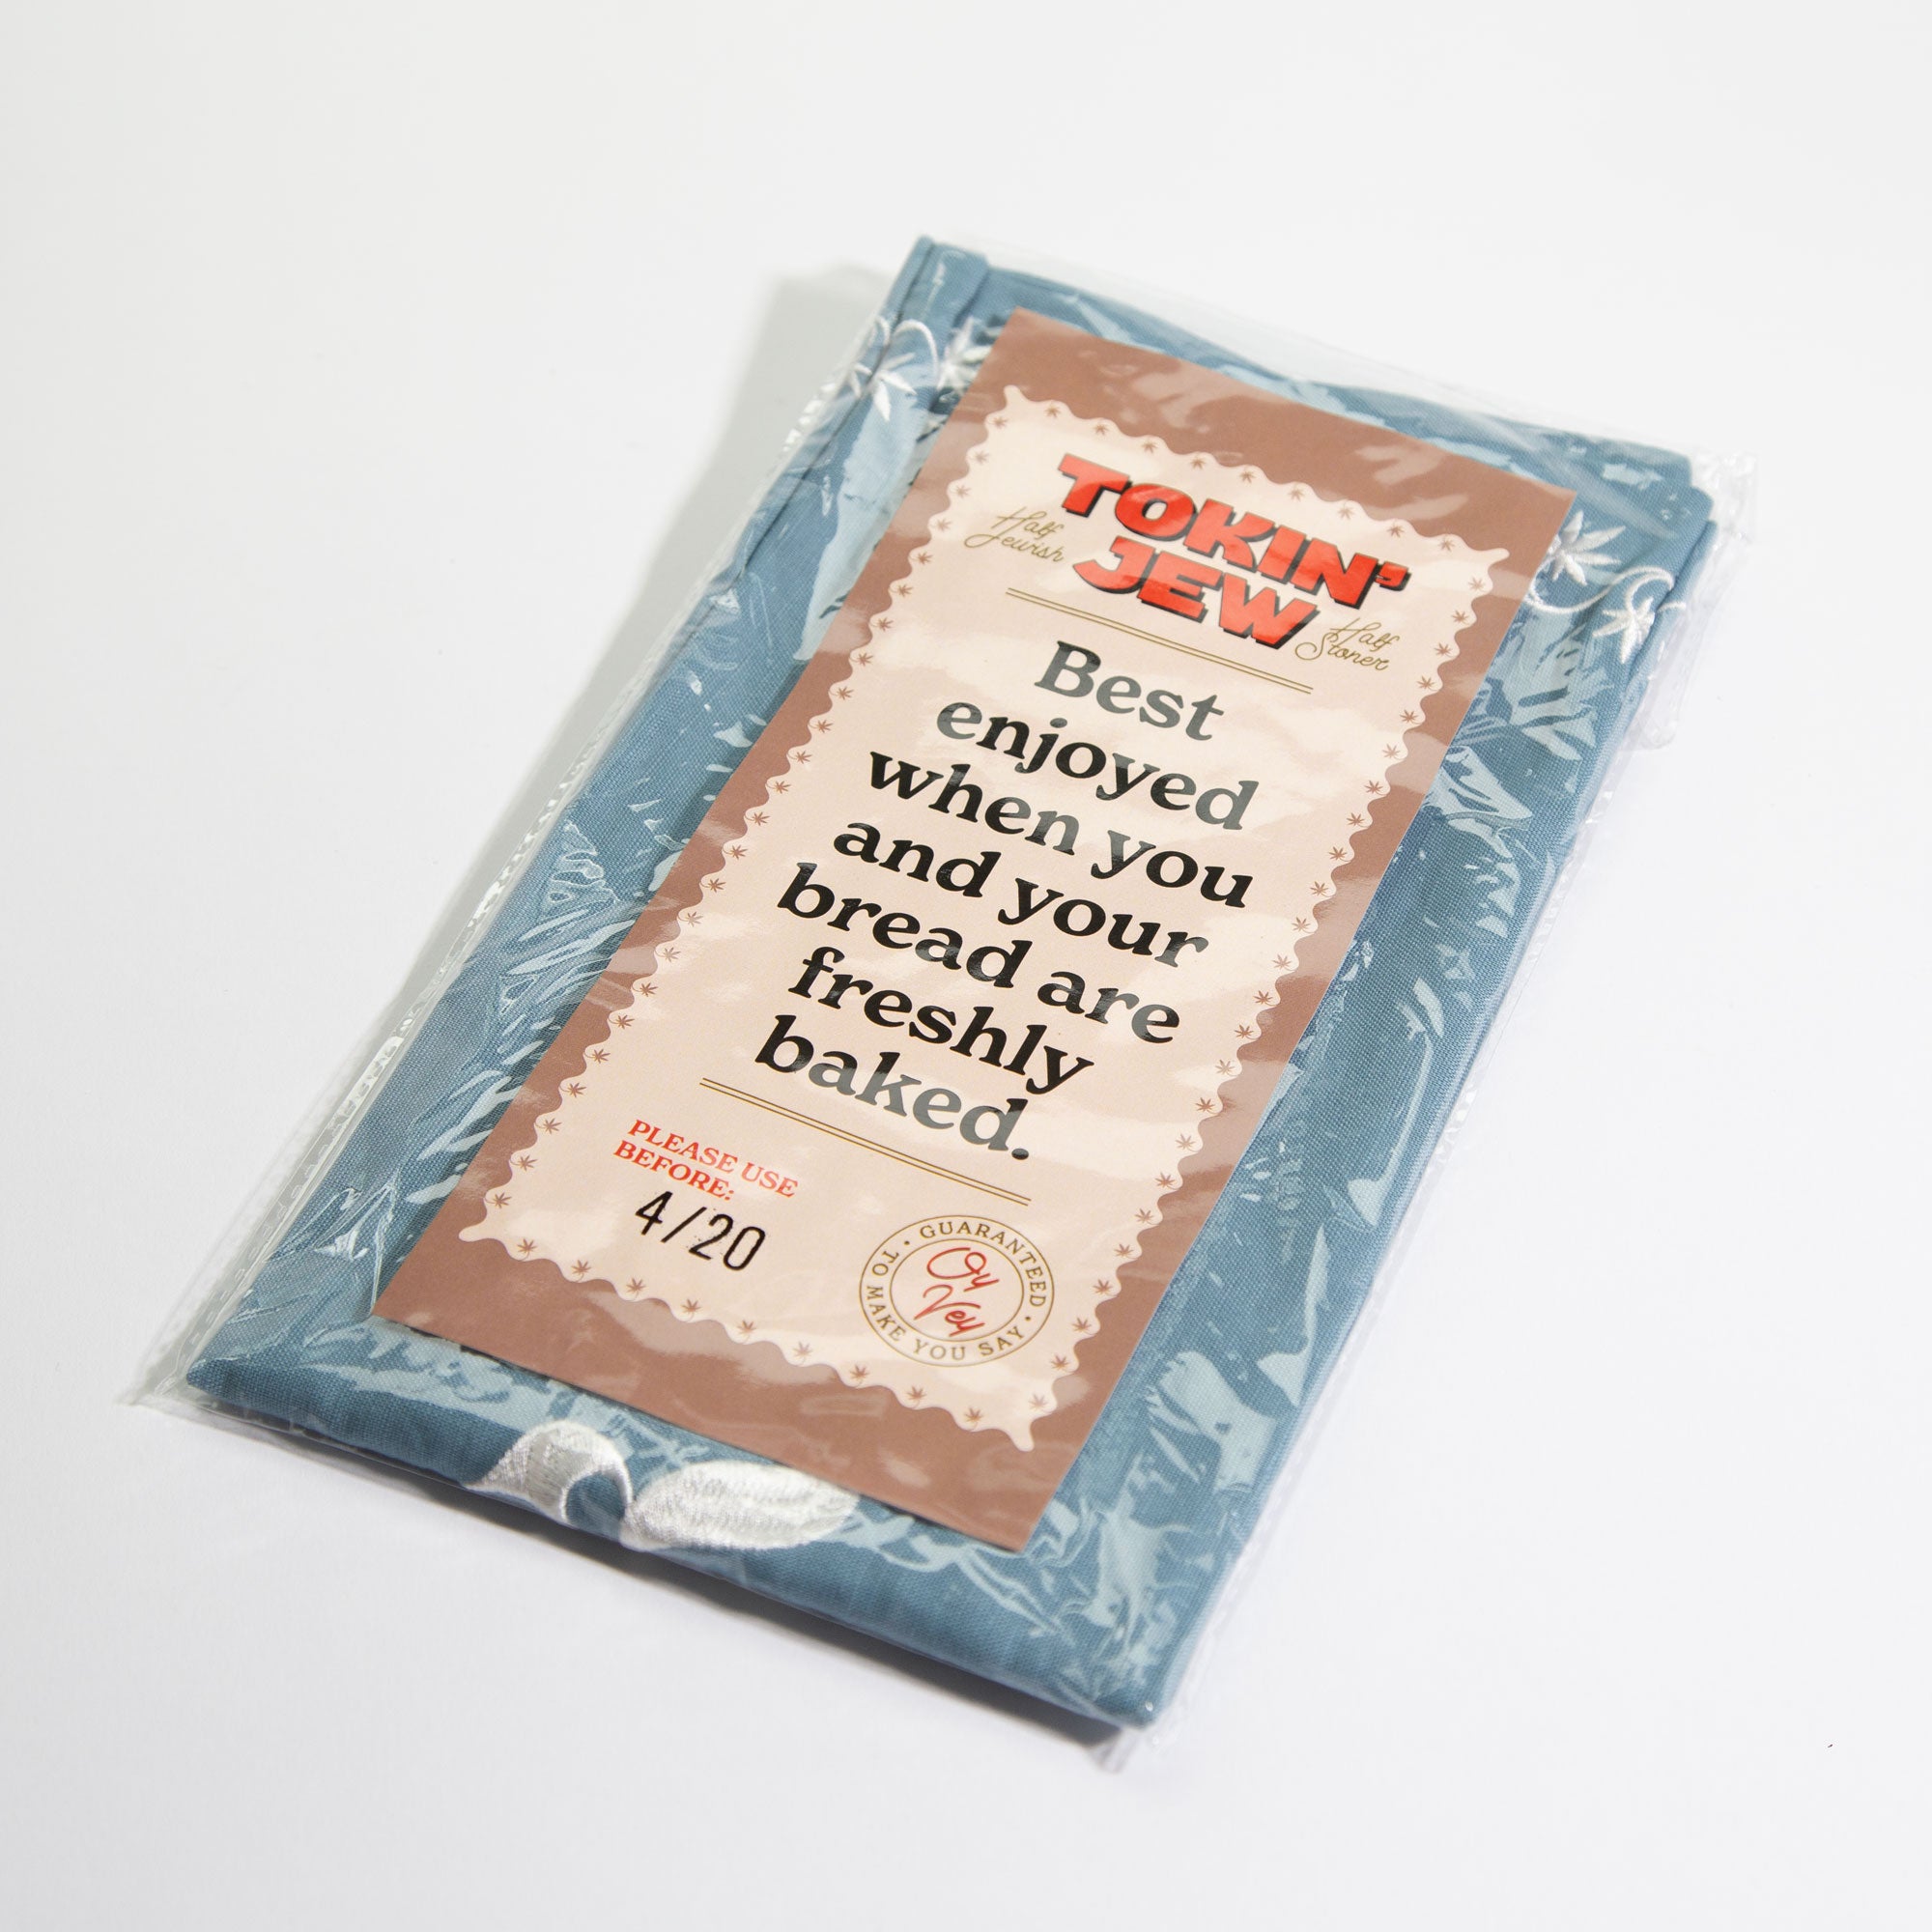 TOKIN'
JEW
Half
Jewish
Half
Stoner
Best
enjoyed
when you
and your
bread are
freshly
baked.
PLEASE USE
BEFORE:
4/20
• GUARANTEED • TO MAKE YOU SAY
Oy
Vey